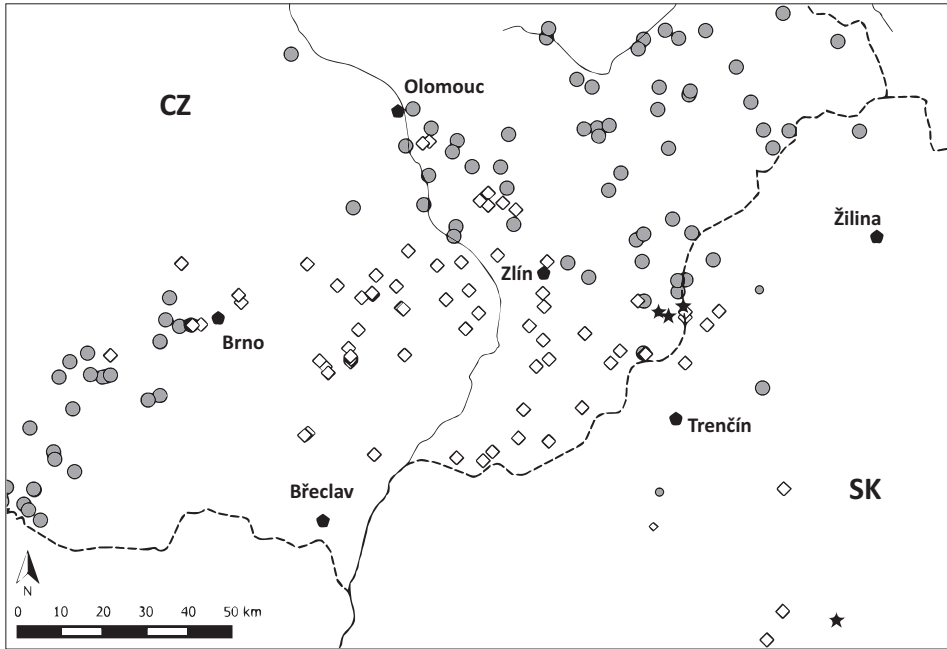 Olomouc
CZ
Žilina
Zlín
Brno
Trenčín
Břeclav
SK
N
0 10 20 30 40 50 km